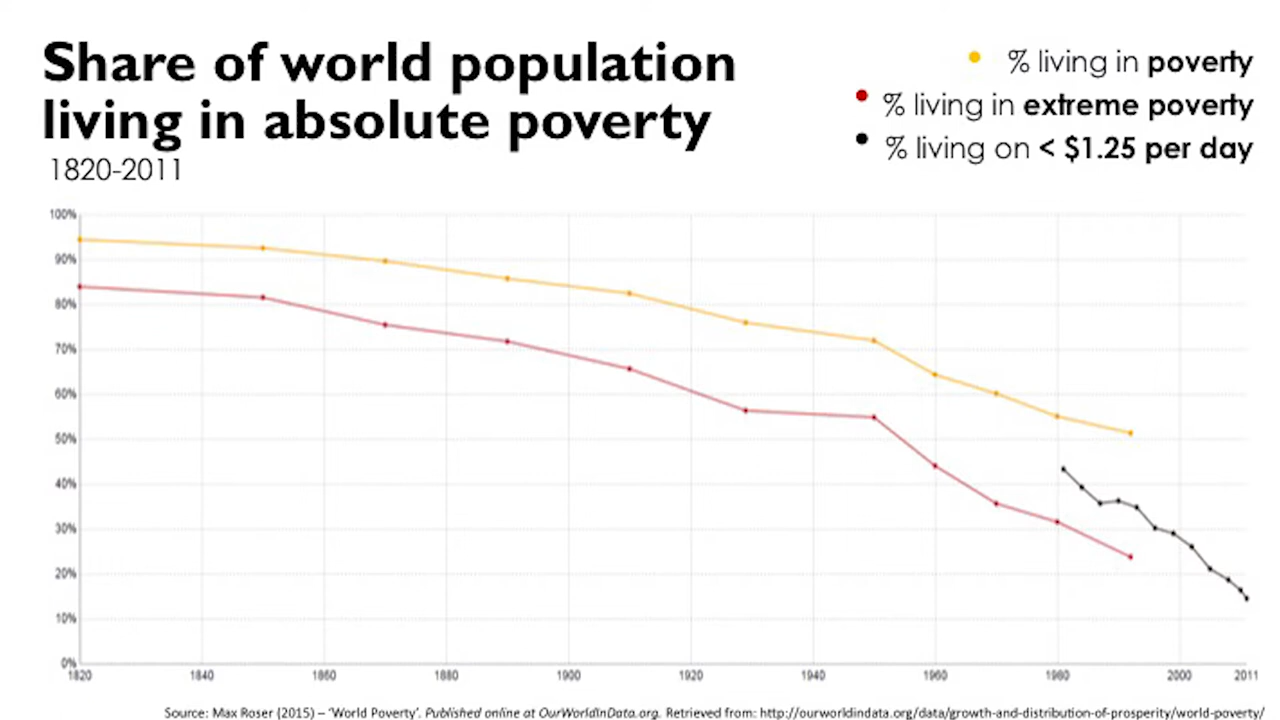 Share of world population
living in absolute poverty
1820-2011
% living in poverty
% living in extreme poverty
% living on < $1.25 per day
100%
90%
80%
70%
60%
50%
40%
30%
20%
10%
0%
1820 1840 1860 1880 1900 1920 1940 1960 1980 2000 2011
Source: Max Roser (2015) – ‘World Poverty’. Published online at OurWorldInData.org. Retrieved from: http://ourworldindata.org/data/growth-and-distribution-of-prosperity/world-poverty/